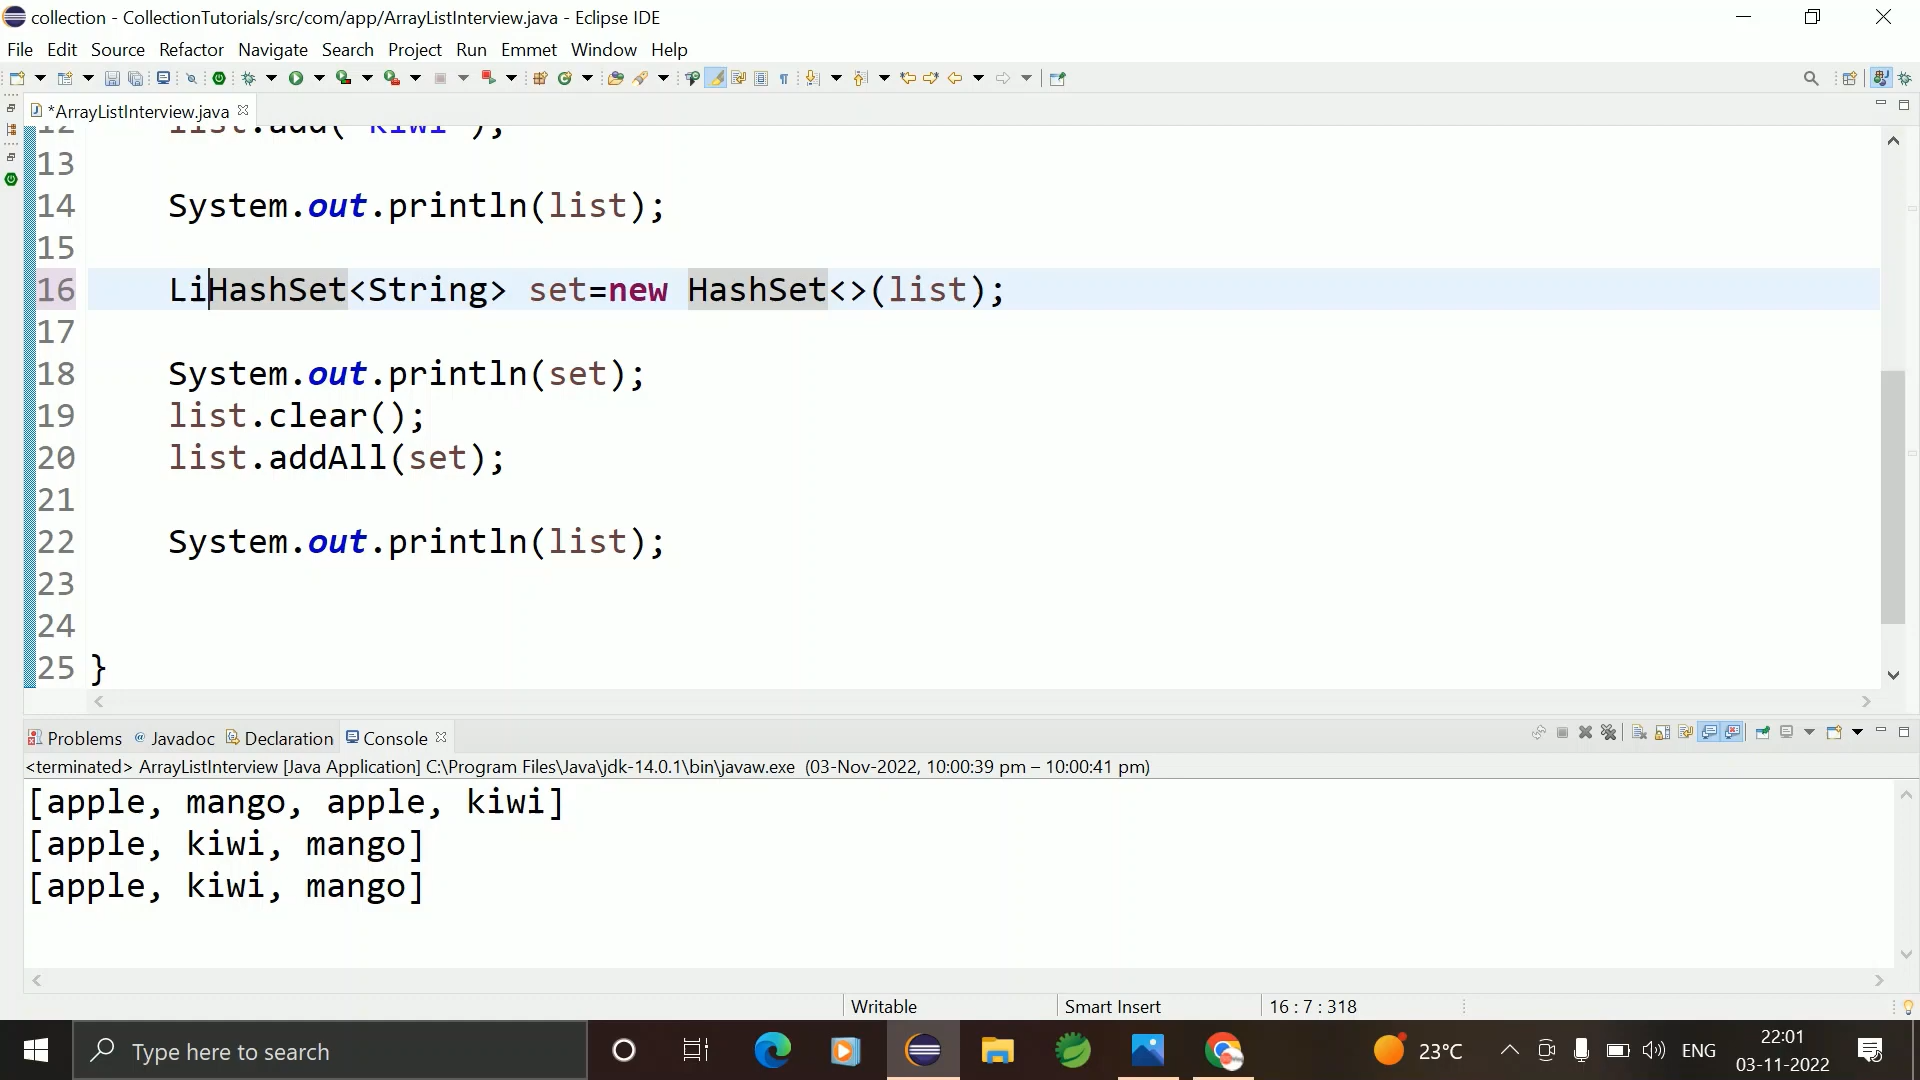 collection - CollectionTutorials/src/com/app/ArrayListInterview.java - Eclipse IDE
File Edit Source Refactor Navigate Search Project Run Emmet Window Help
*ArrayListInterview.java
12 list.add("kiwi");
13
14 System.out.println(list);
15
16 LiHashSet<String> set=new HashSet<>(list);
17
18 System.out.println(set);
19 list.clear();
20 list.addAll(set);
21
22 System.out.println(list);
23
24
25 }
Problems @ Javadoc Declaration Console
<terminated> ArrayListInterview [Java Application] C:\Program Files\Java\jdk-14.0.1\bin\javaw.exe (03-Nov-2022, 10:00:39 pm – 10:00:41 pm)
[apple, mango, apple, kiwi]
[apple, kiwi, mango]
[apple, kiwi, mango]
Writable Smart Insert 16 : 7 : 318
Type here to search 23°C ENG 22:01
03-11-2022